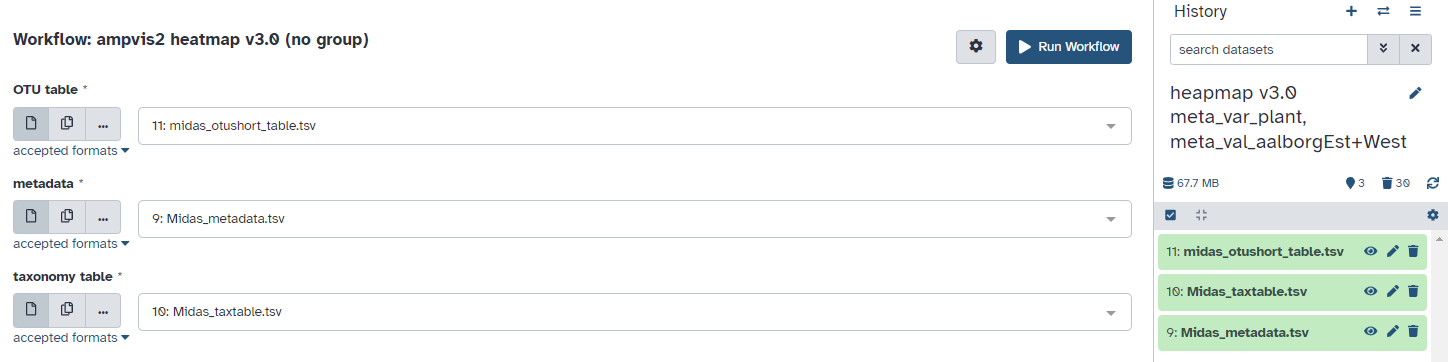 Workflow: ampvis2 heatmap v3.0 (no group)
Run Workflow
OTU table *
...
11: midas_otushort_table.tsv
accepted formats
metadata *
...
9: Midas_metadata.tsv
accepted formats
taxonomy table *
...
10: Midas_taxtable.tsv
accepted formats
History
search datasets
heapmap v3.0
meta_var_plant,
meta_val_aalborgEst+West
67.7 MB
3
30
11: midas_otushort_table.tsv
10: Midas_taxtable.tsv
9: Midas_metadata.tsv